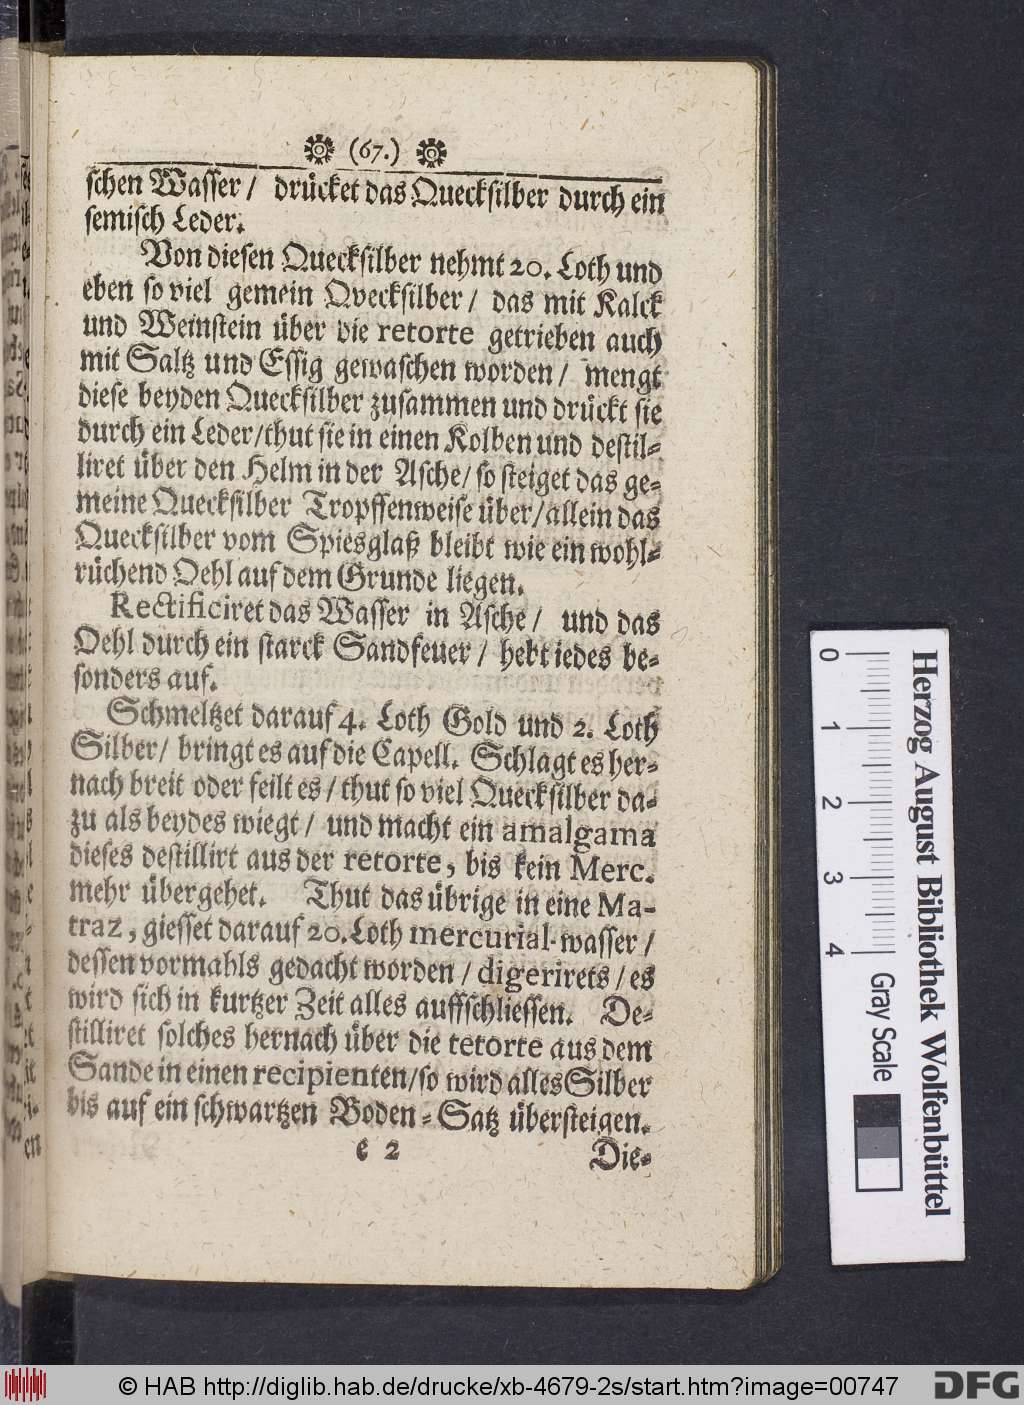 (67.)
schen Wasser / drücket das Quecksilber durch ein
semisch Leder.
Von diesen Quecksilber nehmt 20. Loth und
eben so viel gemein Qvecksilber / das mit Kalck
und Weinstein über die retorte getrieben auch
mit Saltz und Essig gewaschen worden / mengt
diese beyden Quecksilber zusammen und drückt sie
durch ein Leder/thut sie in einen Kolben und destil-
liret über den Helm in der Asche/ so steiget das ge-
meine Quecksilber Tropffenweise über/allein das
Quecksilber vom Spiesglaß bleibt wie ein wohl-
rüchend Oehl auf dem Grunde liegen.
Rectificiret das Wasser in Asche / und das
Oehl durch ein starck Sandfeuer / hebt iedes be-
sonders auf.
Schmeltzet darauf 4. Loth Gold und 2. Loth
Silber/ bringt es auf die Capell. Schlagt es her-
nach breit oder feilt es / thut so viel Quecksilber da-
zu als beydes wiegt / und macht ein amalgama
dieses destillirt aus der retorte, bis kein Merc.
mehr übergehet. Thut das übrige in eine Ma-
traz, giesset darauf 20. Loth mercurial-wasser /
dessen vormahls gedacht worden / digerirets / es
wird sich in kurtzer Zeit alles auffschliessen. De-
stilliret solches hernach über die retorte aus dem
Sande in einen recipienten/so wird alles Silber
bis auf ein schwartzen Boden-Satz übersteigen.
e 2 Die-
0 1 2 3 4
Gray Scale
Herzog August Bibliothek Wolfenbüttel
© HAB http://diglib.hab.de/drucke/xb-4679-2s/start.htm?image=00747
DFG